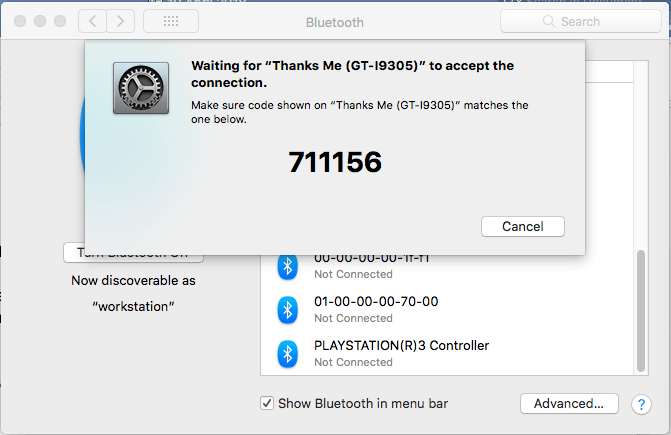 Bluetooth
Search
Waiting for “Thanks Me (GT-I9305)” to accept the
connection.
Make sure code shown on “Thanks Me (GT-I9305)” matches the
one below.
711156
Cancel
Turn Bluetooth Off
Now discoverable as
“workstation”
00-00-00-00-1f-f1
Not Connected
01-00-00-00-70-00
Not Connected
PLAYSTATION(R)3 Controller
Not Connected
Show Bluetooth in menu bar
Advanced...
?